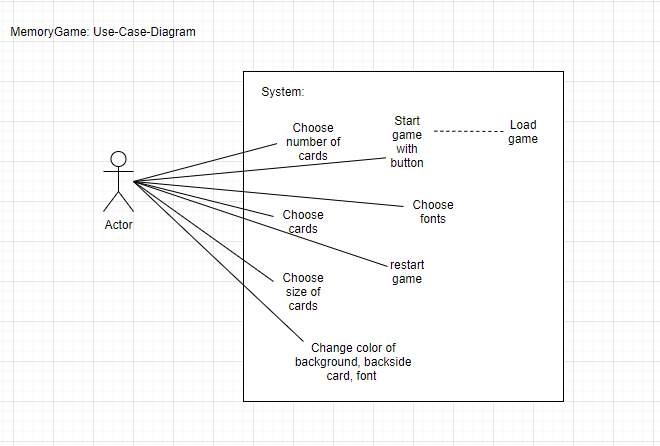 MemoryGame: Use-Case-Diagram
System:
Choose
number of
cards
Start
game
with
button
Load
game
Actor
Choose
cards
Choose
fonts
restart
game
Choose
size of
cards
Change color of
background, backside
card, font